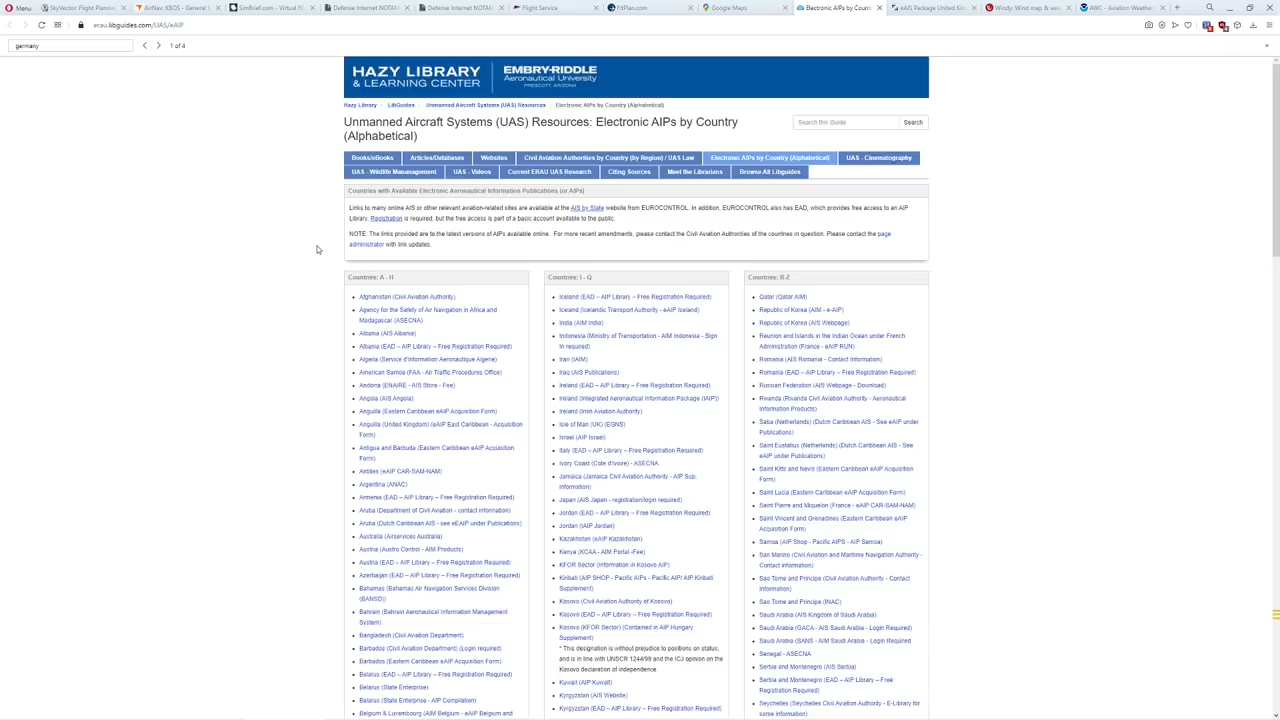 Menu
SkyVector: Flight Plannin
AirNav: KBOS - General E
SimBrief.com - Virtual Fl
Defense Internet NOTAM
Defense Internet NOTAM
Flight Service
FltPlan.com
Google Maps
Electronic AIPs by Count
eAIS Package United Kin
Windy: Wind map & wea
AWC - Aviation Weather
erau.libguides.com/UAS/eAIP
germany
1 of 4
HAZY LIBRARY
& LEARNING CENTER
EMBRY-RIDDLE
Aeronautical University
PRESCOTT, ARIZONA
Hazy Library
LibGuides
Unmanned Aircraft Systems (UAS) Resources
Electronic AIPs by Country (Alphabetical)
Unmanned Aircraft Systems (UAS) Resources: Electronic AIPs by Country
(Alphabetical)
Search this Guide
Search
Books/eBooks
Articles/Databases
Websites
Civil Aviation Authorities by Country (by Region) / UAS Law
Electronic AIPs by Country (Alphabetical)
UAS - Cinematography
UAS - Wildlife Manangement
UAS - Videos
Current ERAU UAS Research
Citing Sources
Meet the Librarians
Browse All Libguides
Countries with Available Electronic Aeronautical Information Publications (or AIPs)
Links to many online AIS or other relevant aviation-related sites are available at the AIS by State website from EUROCONTROL. In addition, EUROCONTROL also has EAD, which provides free access to an AIP
Library. Registration is required, but the free access is part of a basic account available to the public.
NOTE: The links provided are to the latest versions of AIPs available online. For more recent amendments, please contact the Civil Aviation Authorities of the countries in question. Please contact the page
administrator with link updates.
Countries: A - H
Afghanistan (Civil Aviation Authority)
Agency for the Safety of Air Navigation in Africa and
Madagascar (ASECNA)
Albania (AIS Albania)
Albania (EAD – AIP Library – Free Registration Required)
Algeria (Service d'Information Aeronautique Algerie)
American Samoa (FAA - Air Traffic Procedures Office)
Andorra (ENAIRE - AIS Store - Fee)
Angola (AIS Angola)
Anguilla (Eastern Caribbean eAIP Acquisition Form)
Anguilla (United Kingdom) (eAIP East Caribbean - Acquisition
Form)
Antigua and Barbuda (Eastern Caribbean eAIP Acquisition
Form)
Antilles (eAIP CAR-SAM-NAM)
Argentina (ANAC)
Armenia (EAD – AIP Library – Free Registration Required)
Aruba (Department of Civil Aviation - contact information)
Aruba (Dutch Caribbean AIS - see eEAIP under Publications)
Australia (Airservices Australia)
Austria (Austro Control - AIM Products)
Austria (EAD – AIP Library – Free Registration Required)
Azerbaijan (EAD – AIP Library – Free Registration Required)
Bahamas (Bahamas Air Navigation Services Division
(BANSD))
Bahrain (Bahrain Aeronautical Information Management
System)
Bangladesh (Civil Aviation Department)
Barbados (Civil Aviation Department) (Login required)
Barbados (Eastern Caribbean eAIP Acquisition Form)
Belarus (EAD – AIP Library – Free Registration Required)
Belarus (State Enterprise)
Belarus (State Enterprise - AIP Compilation)
Belgium & Luxembourg (AIM Belgium - eAIP Belgium and
Countries: I - Q
Iceland (EAD – AIP Library – Free Registration Required)
Iceland (Icelandic Transport Authority - eAIP Iceland)
India (AIM India)
Indonesia (Ministry of Transportation - AIM Indonesia - Sign
In required)
Iran (IAIM)
Iraq (AIS Publications)
Ireland (EAD – AIP Library – Free Registration Required)
Ireland (Integrated Aeronautical Information Package (IAIP))
Ireland (Irish Aviation Authority)
Isle of Man (UK) (EGNS)
Israel (AIP Israel)
Italy (EAD – AIP Library – Free Registration Required)
Ivory Coast (Cote d'Ivoire) - ASECNA
Jamaica (Jamaica Civil Aviation Authority - AIP Sup;
information)
Japan (AIS Japan - registration/login required)
Jordan (EAD – AIP Library – Free Registration Required)
Jordan (IAIP Jordan)
Kazakhstan (eAIP Kazakhstan)
Kenya (KCAA - AIM Portal -Fee)
KFOR Sector (Information in Kosovo AIP)
Kiribati (AIP SHOP - Pacific AIPs - Pacific AIP/ AIP Kiribati
Supplement)
Kosovo (Civil Aviation Authority of Kosovo)
Kosovo (EAD – AIP Library – Free Registration Required)
Kosovo (KFOR Sector) (Contained in AIP Hungary
Supplement)
* This designation is without prejudice to positions on status,
and is in line with UNSCR 1244/99 and the ICJ opinion on the
Kosovo declaration of independence.
Kuwait (AIP Kuwait)
Kyrgyzstan (AIS Website)
Kyrgyzstan (EAD – AIP Library – Free Registration Required)
Countries: R-Z
Qatar (Qatar AIM)
Republic of Korea (AIM - e-AIP)
Republic of Korea (AIS Webpage)
Reunion and Islands in the Indian Ocean under French
Administration (France - eAIP RUN)
Romania (AIS Romania - Contact Information)
Romania (EAD – AIP Library – Free Registration Required)
Russian Federation (AIS Webpage - Download)
Rwanda (Rwanda Civil Aviation Authority - Aeronautical
Information Products)
Saba (Netherlands) (Dutch Caribbean AIS - See eAIP under
Publications)
Saint Eustatius (Netherlands) (Dutch Caribbean AIS - See
eAIP under Publications)
Saint Kitts and Nevis (Eastern Caribbean eAIP Acquisition
Form)
Saint Lucia (Eastern Caribbean eAIP Acquisition Form)
Saint Pierre and Miquelon (France - eAIP CAR-SAM-NAM)
Saint Vincent and Grenadines (Eastern Caribbean eAIP
Acquisition Form)
Samoa (AIP Shop - Pacific AIPS - AIP Samoa)
San Marino (Civil Aviation and Maritime Navigation Authority -
Contact information)
Sao Tome and Principe (Civil Aviation Authority - Contact
Information)
Sao Tome and Principe (INAC)
Saudi Arabia (AIS Kingdom of Saudi Arabia)
Saudi Arabia (GACA - AIS Saudi Arabia - Login Required)
Saudi Arabia (SANS - AIM Saudi Arabia - Login Required
Senegal - ASECNA
Serbia and Montenegro (AIS Serbia)
Serbia and Montenegro (EAD – AIP Library – Free
Registration Required)
Seychelles (Seychelles Civil Aviation Authority - E-Library for
some information)